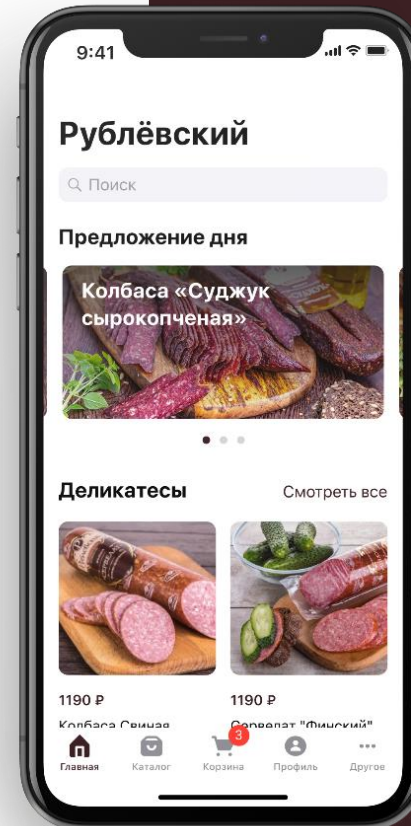 9:41
Рублёвский
Поиск
Предложение дня
Колбаса «Суджук
сырокопченая»
Деликатесы
Смотреть все
1190 ₽
1190 ₽
Колбаса Свиная
Сервелат "Финский"
3
Главная
Каталог
Корзина
Профиль
Другое